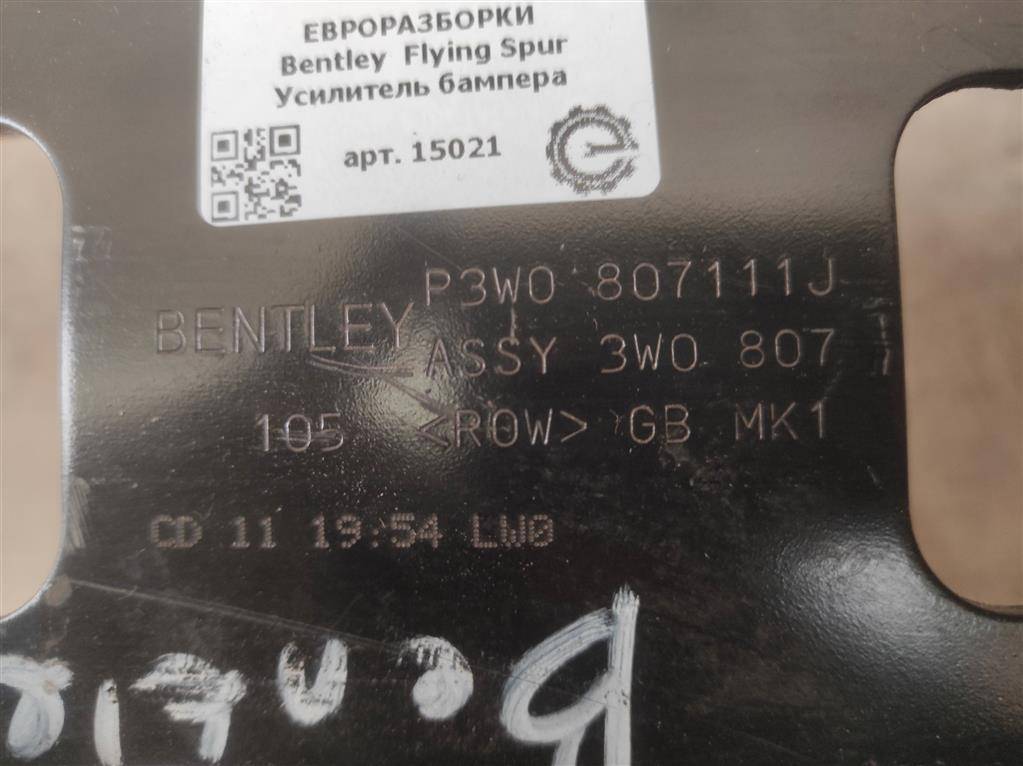 ЕВРОРАЗБОРКИ
Bentley Flying Spur
Усилитель бампера
арт. 15021
P3W0 807111J
BENTLEY ASSY 3W0 807
105 <ROW> GB MK1
CD 11 19:54 LW0